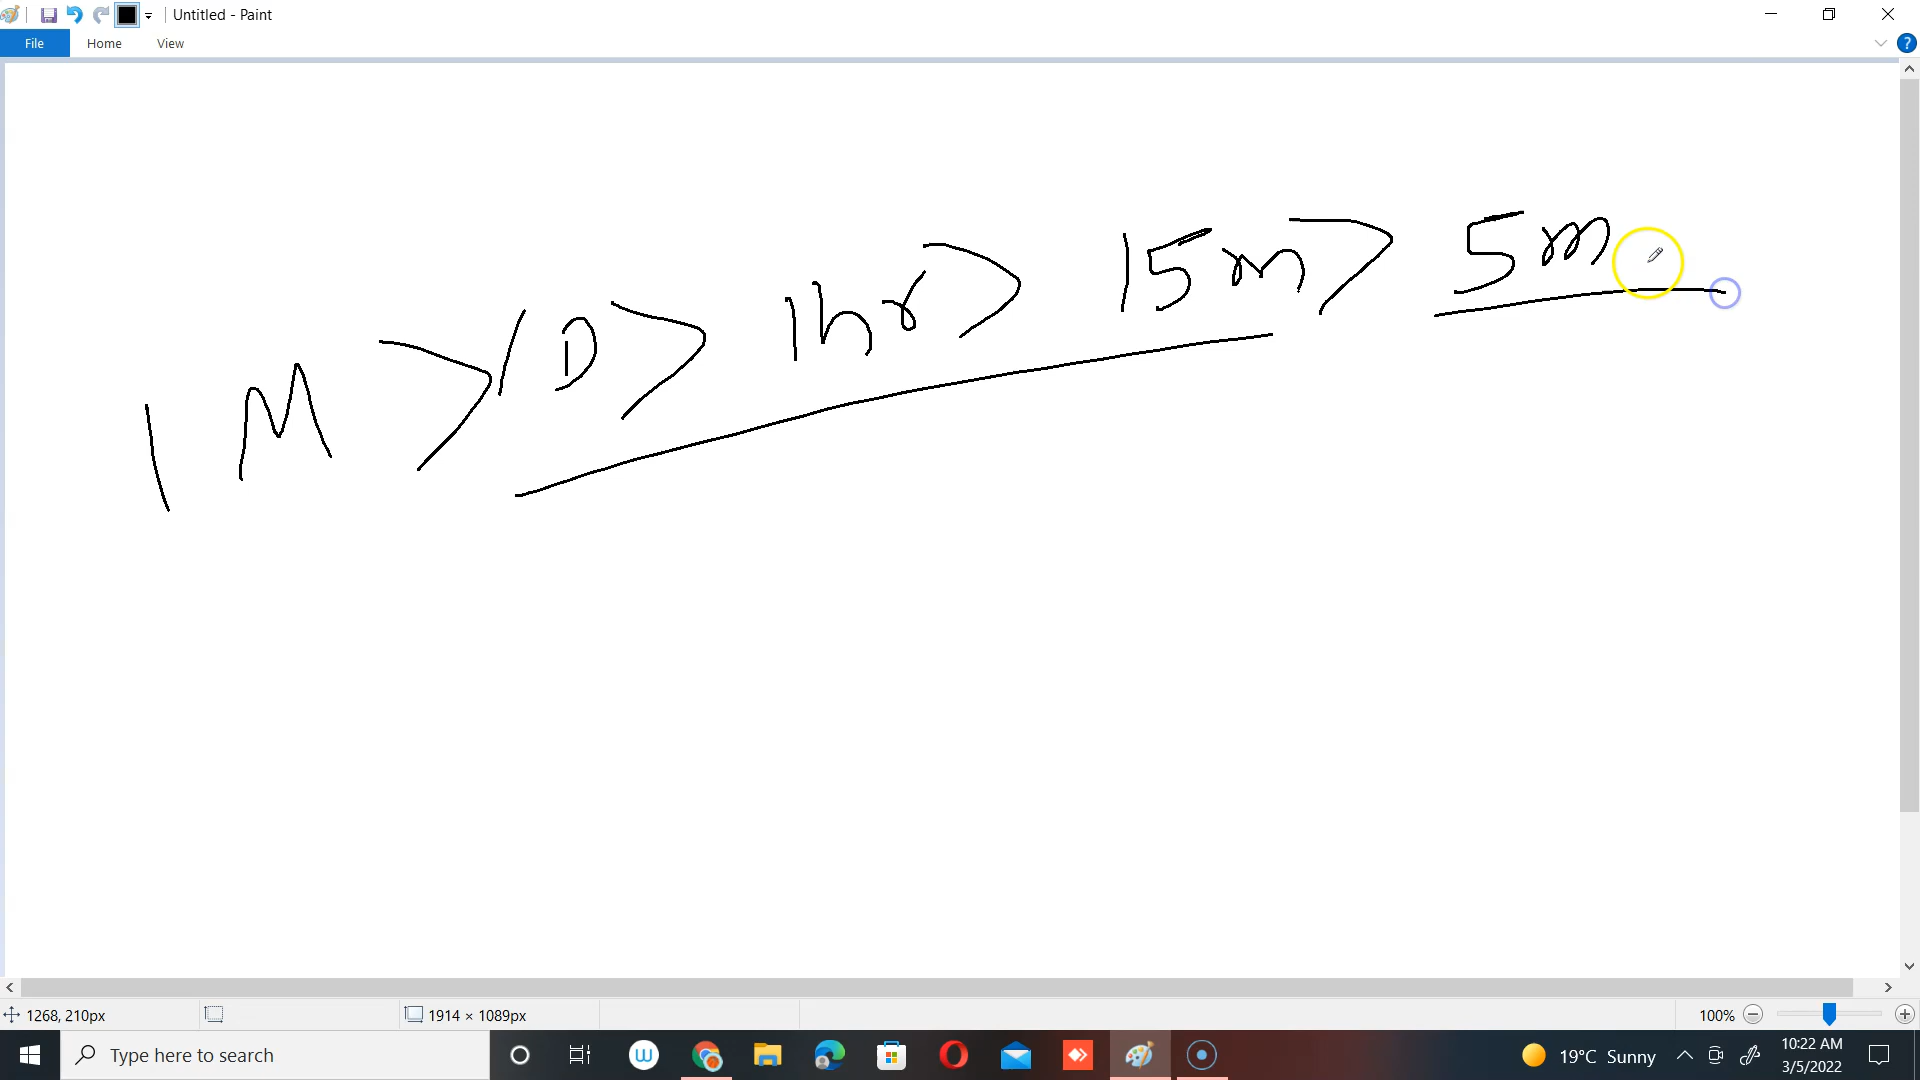 Untitled - Paint
File Home View
1 M > 1 D > 1hr > 15m > 5m
1268, 210px 1914 × 1089px 100%
Type here to search 19°C Sunny 10:22 AM
3/5/2022